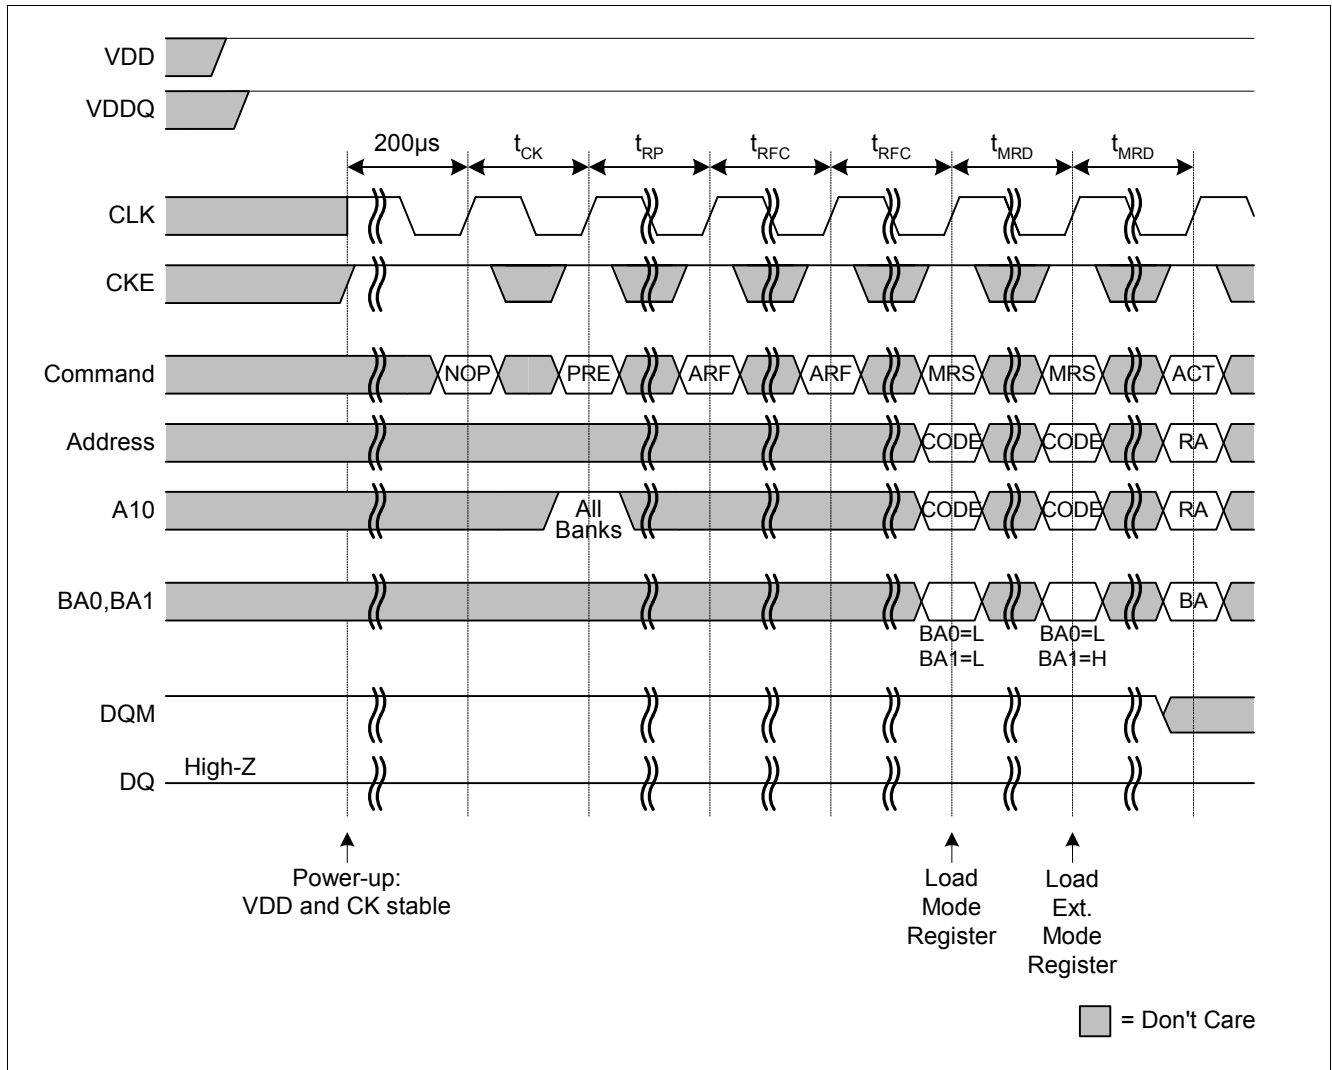 VDD
VDDQ
200µs tCK tRP tRFC tRFC tMRD tMRD
CLK
CKE
Command NOP PRE ARF ARF MRS MRS ACT
Address CODE CODE RA
A10 All Banks CODE CODE RA
BA0,BA1 BA
BA0=L BA0=L
BA1=L BA1=H
DQM
High-Z
DQ
Power-up:
VDD and CK stable
Load
Mode
Register
Load
Ext.
Mode
Register
= Don't Care